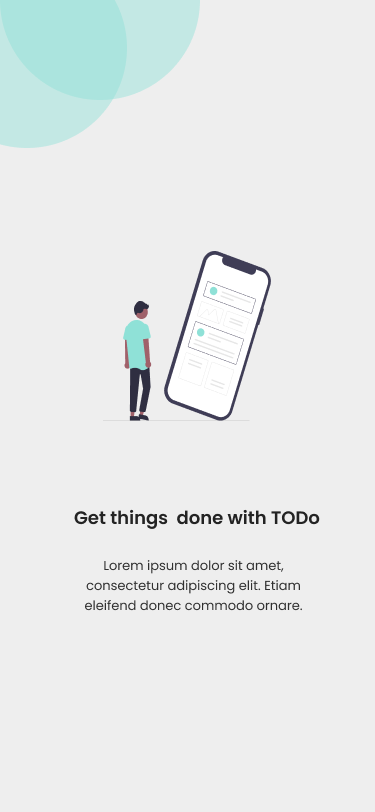 Get things  done with TODo
Lorem ipsum dolor sit amet,
consectetur adipiscing elit. Etiam
eleifend donec commodo ornare.